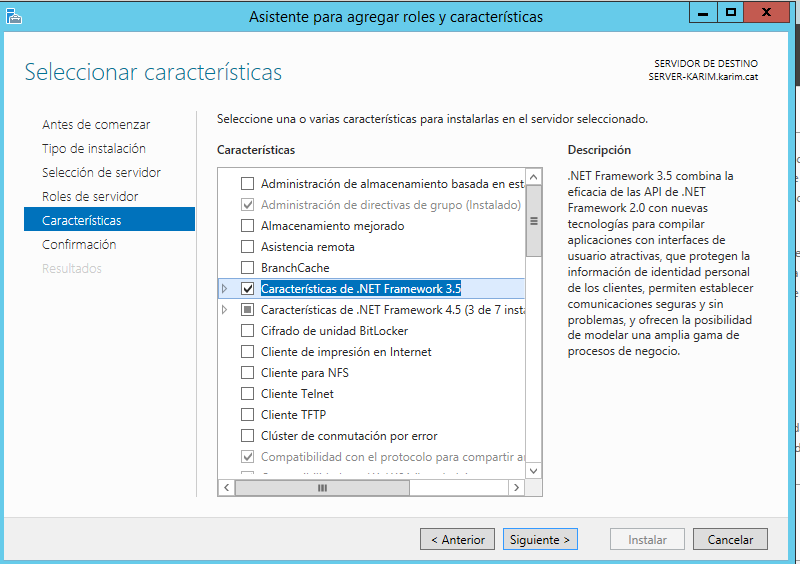 Asistente para agregar roles y características
Seleccionar características
SERVIDOR DE DESTINO
SERVER-KARIM.karim.cat
Antes de comenzar
Tipo de instalación
Selección de servidor
Roles de servidor
Características
Confirmación
Resultados
Seleccione una o varias características para instalarlas en el servidor seleccionado.
Características
Administración de almacenamiento basada en est
Administración de directivas de grupo (Instalado)
Almacenamiento mejorado
Asistencia remota
BranchCache
Características de .NET Framework 3.5
Características de .NET Framework 4.5 (3 de 7 insta
Cifrado de unidad BitLocker
Cliente de impresión en Internet
Cliente para NFS
Cliente Telnet
Cliente TFTP
Clúster de conmutación por error
Compatibilidad con el protocolo para compartir a
Descripción
.NET Framework 3.5 combina la
eficacia de las API de .NET
Framework 2.0 con nuevas
tecnologías para compilar
aplicaciones con interfaces de
usuario atractivas, que protegen la
información de identidad personal
de los clientes, permiten establecer
comunicaciones seguras y sin
problemas, y ofrecen la posibilidad
de modelar una amplia gama de
procesos de negocio.
< Anterior
Siguiente >
Instalar
Cancelar